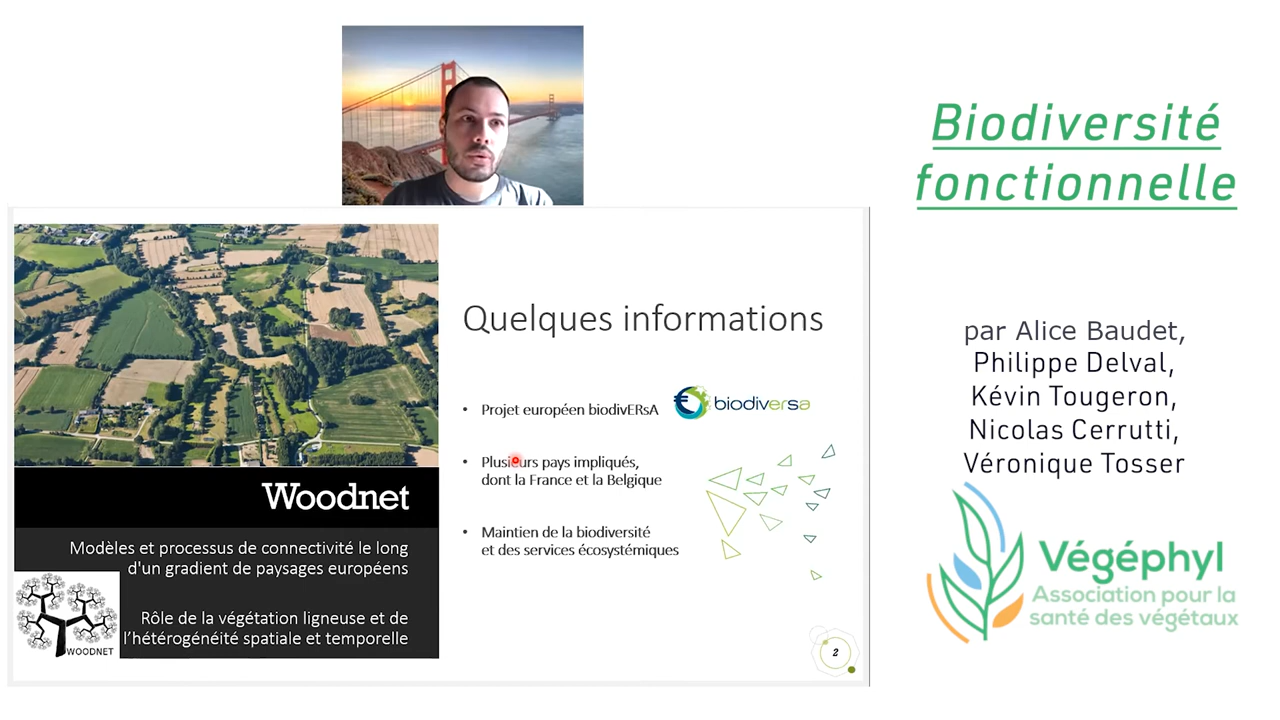 Biodiversité
fonctionnelle
par Alice Baudet,
Philippe Delval,
Kévin Tougeron,
Nicolas Cerrutti,
Véronique Tosser
Végéphyl
Association pour la
santé des végétaux
Quelques informations
• Projet européen biodivERsA
biodiversa
• Plusieurs pays impliqués,
dont la France et la Belgique
• Maintien de la biodiversité
et des services écosystémiques
Woodnet
Modèles et processus de connectivité le long
d'un gradient de paysages européens
Rôle de la végétation ligneuse et de
l'hétérogénéité spatiale et temporelle
WOODNET
2